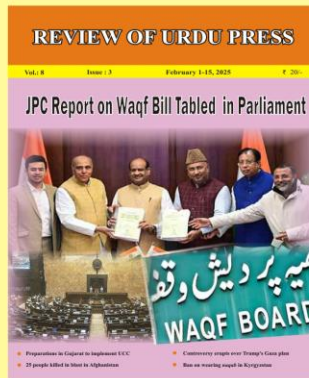 REVIEW OF URDU PRESS
Vol.: 8 Issue : 3 February 1-15, 2025 ₹ 20/-
JPC Report on Waqf Bill Tabled in Parliament
پردیش وقف
WAQF BOARD
Preparations in Gujarat to implement UCC
Controversy erupts over Trump's Gaza plan
25 people killed in blast in Afghanistan
Ban on wearing naqab in Kyrgyzstan